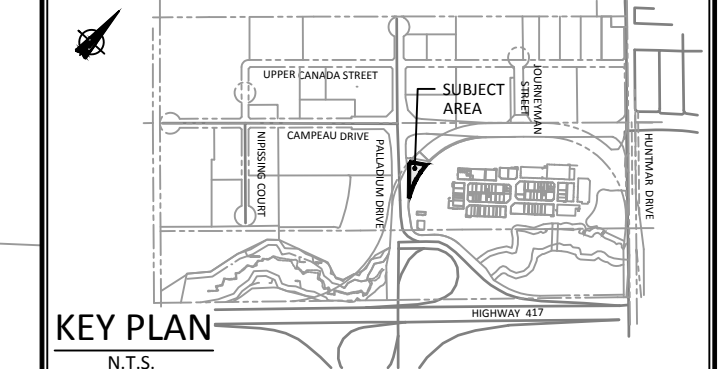 UPPER CANADA STREET
SUBJECT
AREA
JOURNEYMAN
STREET
CAMPEAU DRIVE
NIPISSING COURT
PALLADIUM DRIVE
HUNTMAR DRIVE
HIGHWAY 417
KEY PLAN
N.T.S.